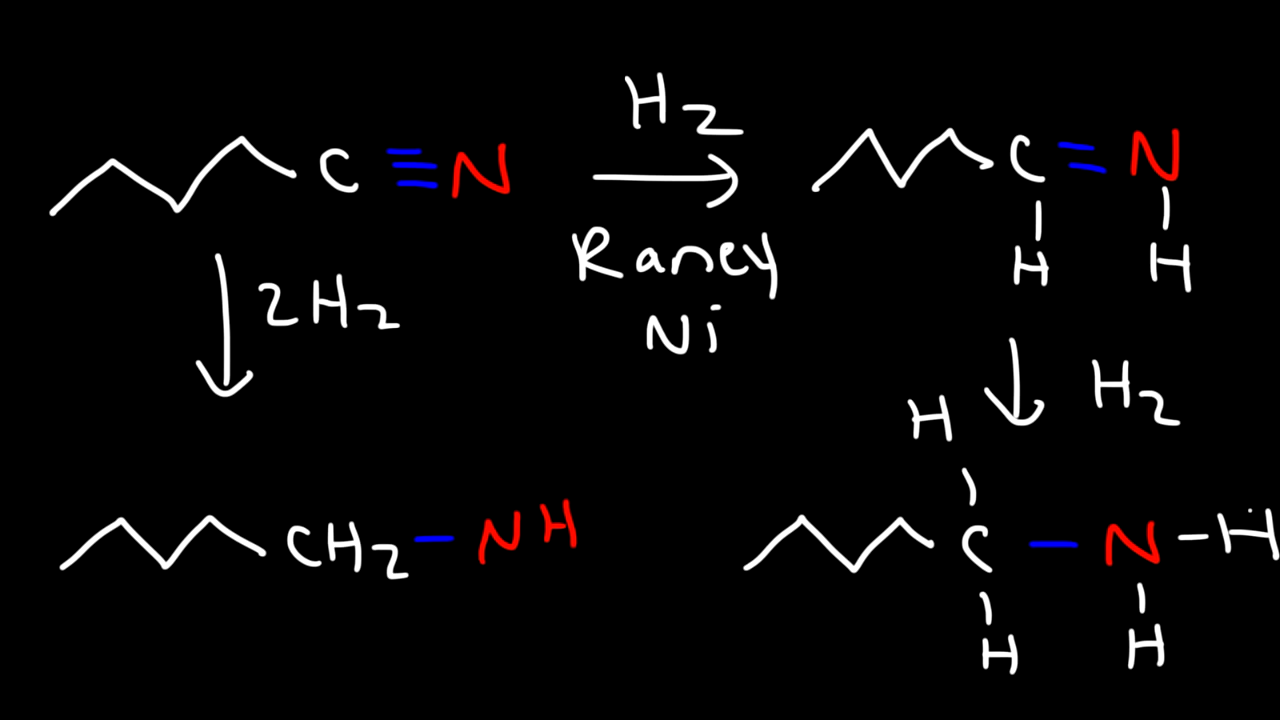 C≡N
H2
Raney
Ni
C=N
H H
2H2
H2
CH2-NH
H
C-N-H
H H